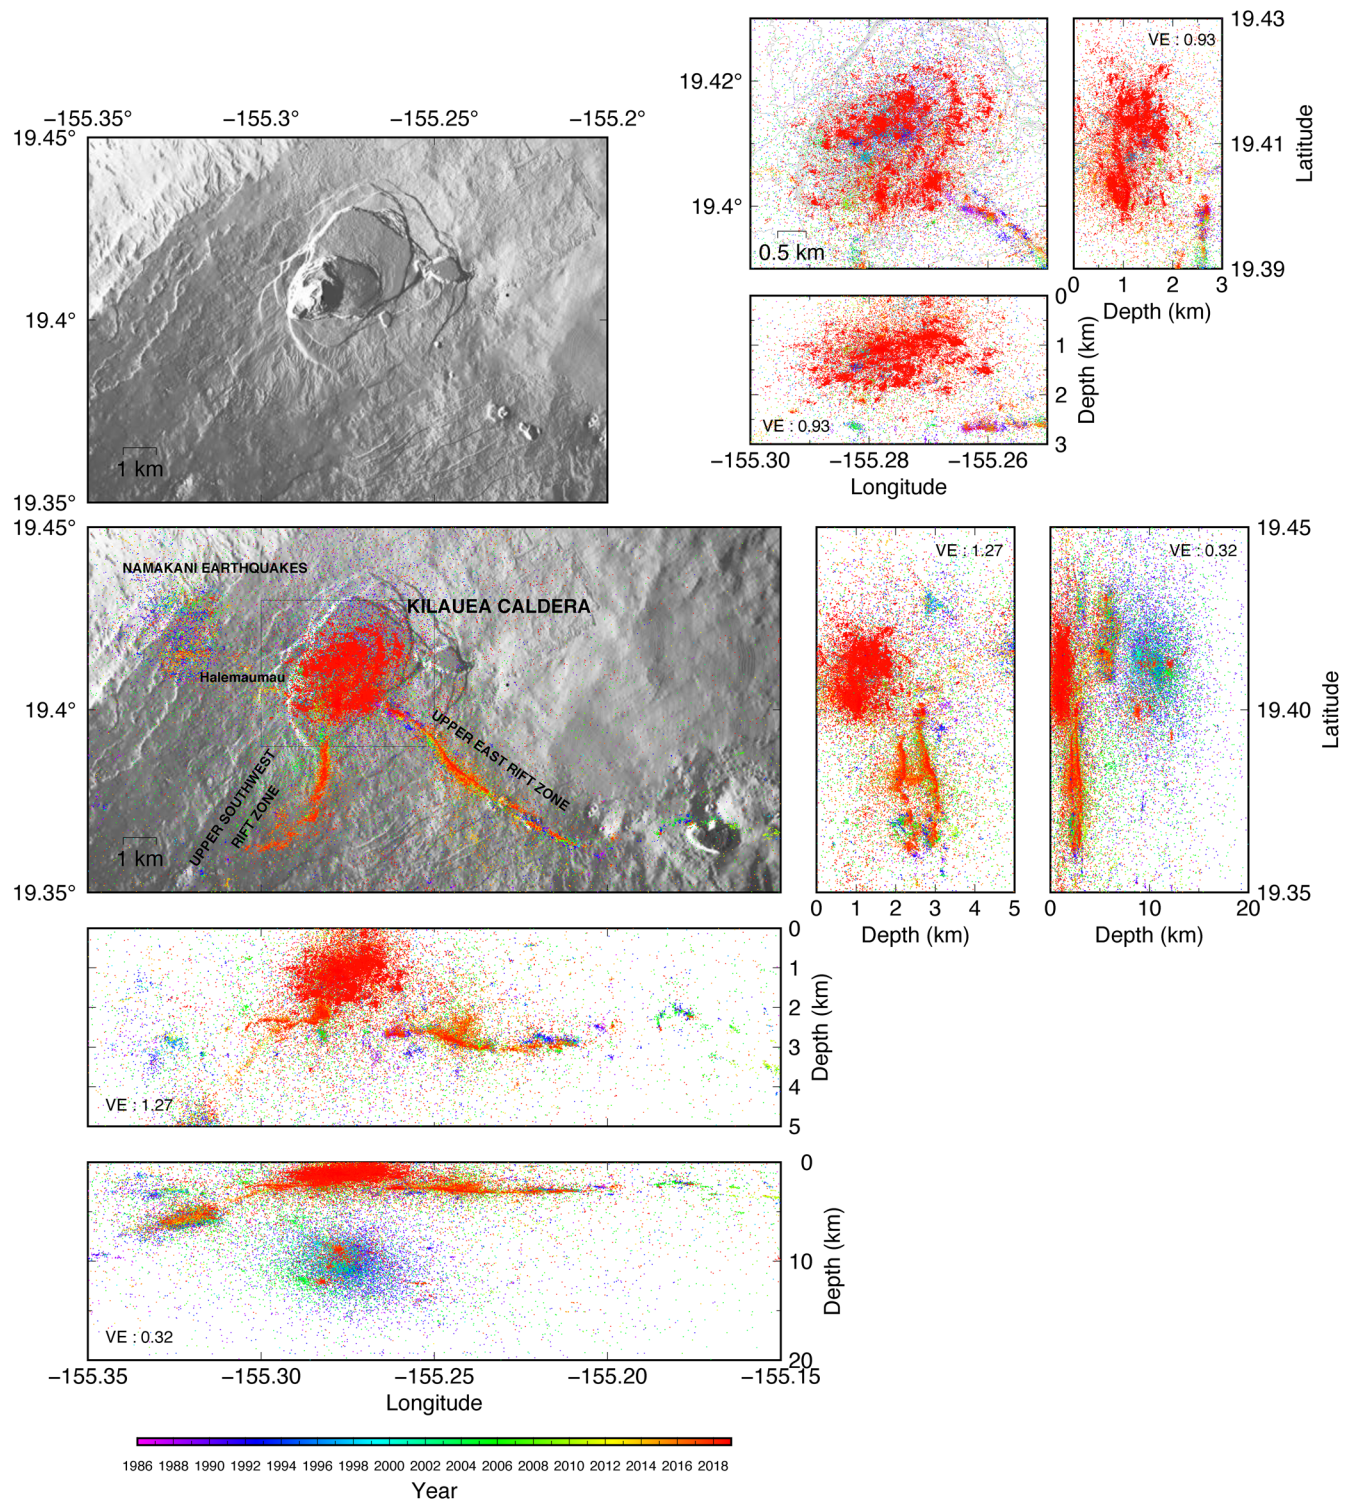 19.43
VE : 0.93
19.42°
−155.35°
−155.3°
−155.25°
−155.2°
19.45°
19.41
Latitude
19.4°
0.5 km
19.39
0
1
2
3
Depth (km)
19.4°
0
1
2
3
Depth (km)
VE : 0.93
−155.30
−155.28
−155.26
Longitude
1 km
19.35°
19.45°
NAMAKANI EARTHQUAKES
KILAUEA CALDERA
Halemaumau
19.4°
UPPER EAST RIFT ZONE
UPPER SOUTHWEST
RIFT ZONE
1 km
19.35°
VE : 1.27
0
1
2
3
4
5
Depth (km)
VE : 0.32
19.45
19.40
19.35
Latitude
0
10
20
Depth (km)
0
1
2
3
4
5
Depth (km)
VE : 1.27
0
10
20
Depth (km)
VE : 0.32
−155.35
−155.30
−155.25
−155.20
−155.15
Longitude
1986 1988 1990 1992 1994 1996 1998 2000 2002 2004 2006 2008 2010 2012 2014 2016 2018
Year